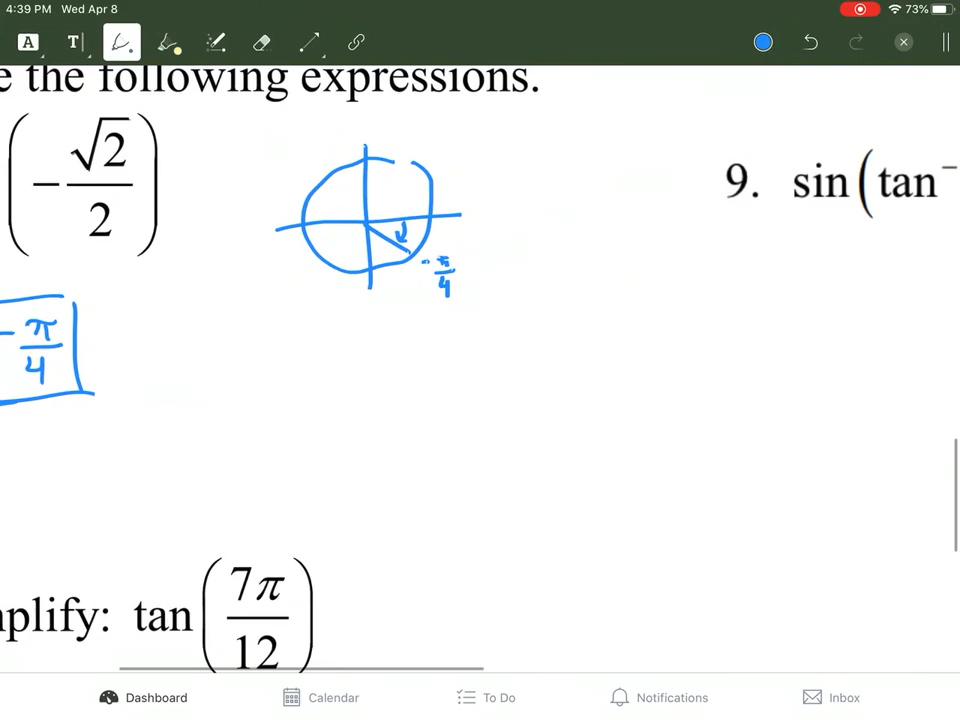 4:39 PM Wed Apr 8 73%
A T
e the following expressions.
(-√2/2)
-π/4
9. sin(tan⁻
-π/4
nplify: tan(7π/12)
Dashboard Calendar To Do Notifications Inbox